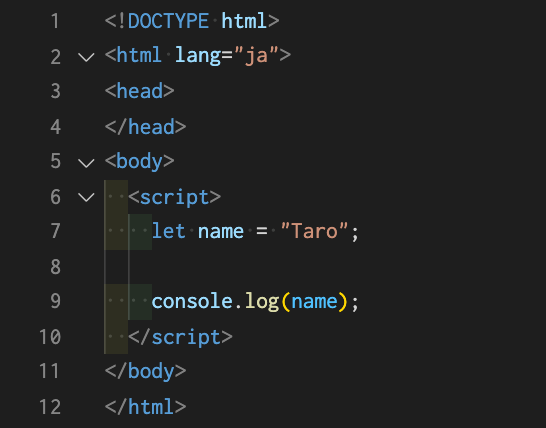 1 <!DOCTYPE html>
2 <html lang="ja">
3 <head>
4 </head>
5 <body>
6 <script>
7 let name = "Taro";
8
9 console.log(name);
10 </script>
11 </body>
12 </html>